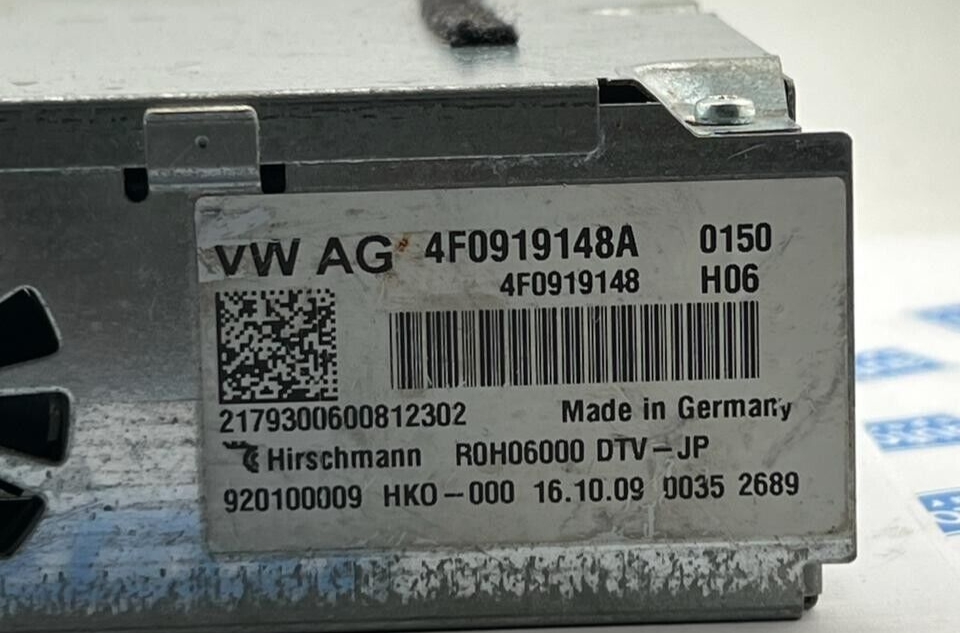 VW AG 4F0919148A 0150
4F0919148 H06
2179300600812302 Made in Germany
Hirschmann R0H06000 DTV-JP
920100009 HKO-000 16.10.09 0035 2689